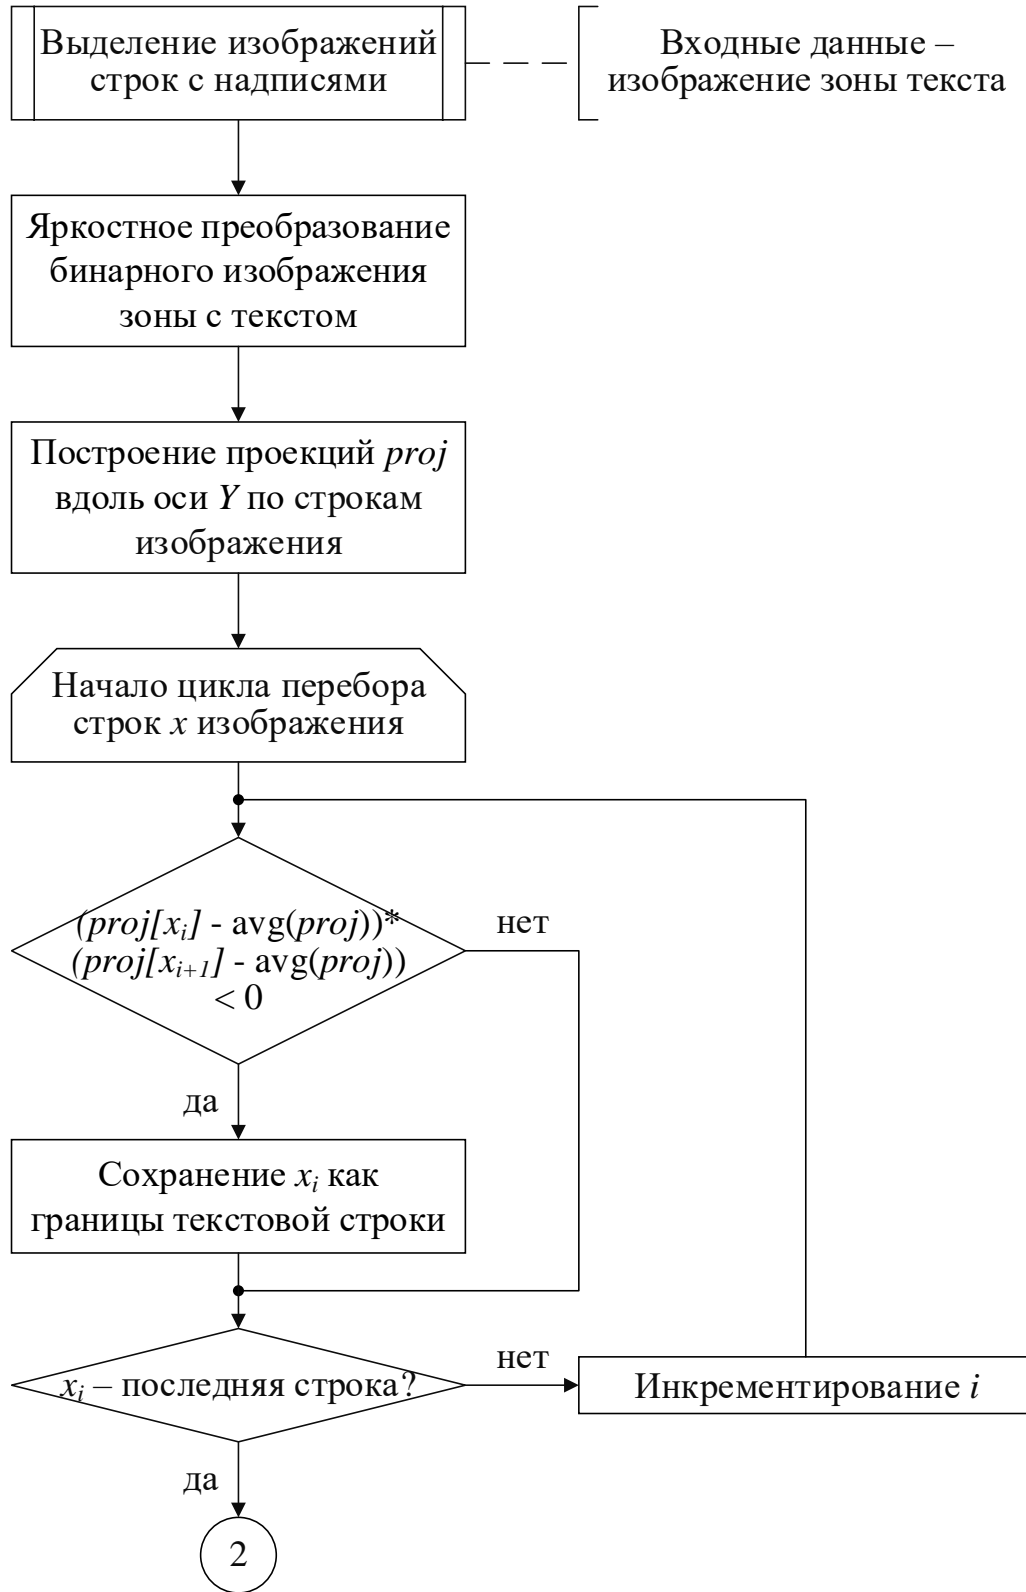 Выделение изображений
строк с надписями
Входные данные –
изображение зоны текста
Яркостное преобразование
бинарного изображения
зоны с текстом
Построение проекций proj
вдоль оси Y по строкам
изображения
Начало цикла перебора
строк x изображения
(proj[xᵢ] - avg(proj))*
(proj[xᵢ₊₁] - avg(proj))
< 0
нет
да
Сохранение xᵢ как
границы текстовой строки
xᵢ – последняя строка?
нет
Инкрементирование i
да
2